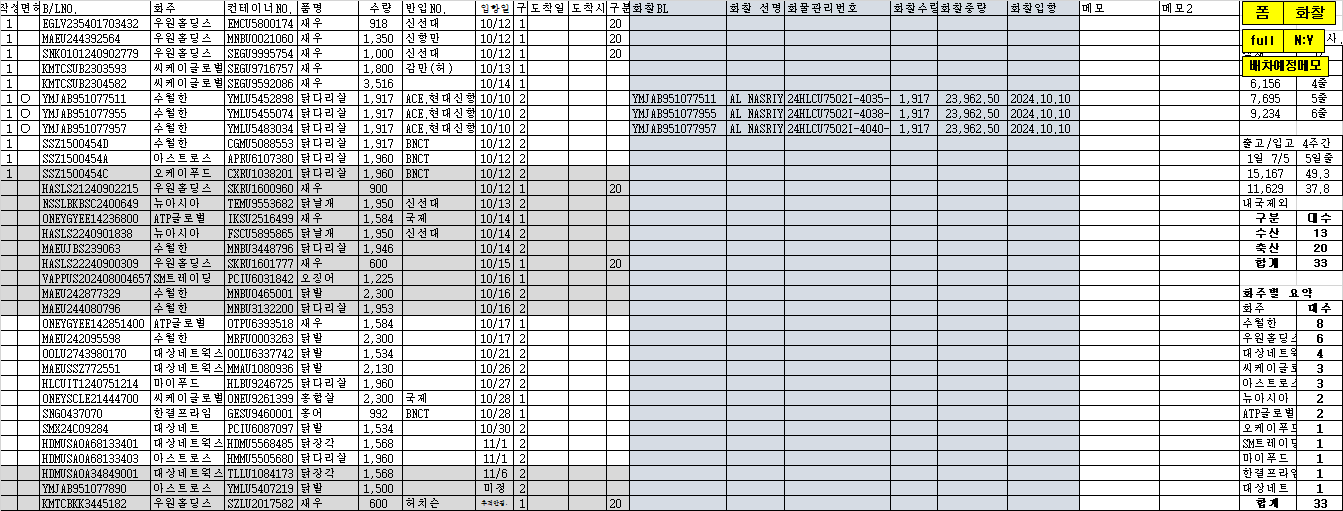 작성 면허 B/LNO. 화주 컨테이너NO. 품명 수량 반입NO. 입항일 구 도착일 도착시 구분 화찰BL 화찰 선명 화물관리번호 화찰수량 화찰중량 화찰입항 메모 메모2 폼 화찰
1 EGLV235401703432 우원홀딩스 EMCU5800174 새우 918 신선대 10/12 1 20
1 MAEU244392564 우원홀딩스 MNBU0021060 새우 1,350 신항만 10/12 1 20 full N:Y
1 SNKO101240902779 우원홀딩스 SEGU9995754 새우 1,000 신선대 10/12 1 20
1 KMTCSUB2303593 씨케이글로벌 SEGU9716757 새우 1,800 감만(허) 10/13 1 배차예정메모
1 KMTCSUB2304582 씨케이글로벌 SEGU9592086 새우 3,516 10/14 1 6,156 4줄
1 ○ YMJAB951077511 수월한 YMLU5452898 닭다리살 1,917 ACE.현대신항 10/10 2 YMJAB951077511 AL NASRIY 24HLCU7502I-4035- 1,917 23,962.50 2024.10.10 7,695 5줄
1 ○ YMJAB951077955 수월한 YMLU5455074 닭다리살 1,917 ACE.현대신항 10/10 2 YMJAB951077955 AL NASRIY 24HLCU7502I-4038- 1,917 23,962.50 2024.10.10 9,234 6줄
1 ○ YMJAB951077957 수월한 YMLU5483034 닭다리살 1,917 ACE.현대신항 10/10 2 YMJAB951077957 AL NASRIY 24HLCU7502I-4040- 1,917 23,962.50 2024.10.10
1 SSZ1500454D 수월한 CGMU5088553 닭다리살 1,917 BNCT 10/12 2 출고/입고 4주간
1 SSZ1500454A 아스트로스 APRU6107380 닭다리살 1,960 BNCT 10/12 2 1일 7/5 5일줄
1 SSZ1500454C 오케이푸드 CXRU1038201 닭다리살 1,960 BNCT 10/12 2 15,167 49.3
HASLS21240902215 우원홀딩스 SKRU1600960 새우 900 10/12 1 20 11,629 37.8
NSSLBKBSC2400649 뉴아시아 TEMU9553682 닭날개 1,950 신선대 10/13 2 내국제외
ONEYGYEE14236800 ATP글로벌 IKSU2516499 새우 1,584 국제 10/14 1 구분 대수
HASLS2240901838 뉴아시아 FSCU5895865 닭날개 1,950 신선대 10/14 2 수산 13
MAEUJBS239063 수월한 MNBU3448796 닭다리살 1,946 10/14 2 축산 20
HASLS22240900309 우원홀딩스 SKRU1601777 새우 600 10/15 1 20 합계 33
VAPPUS202408004657 SM트레이딩 PCIU6031842 오징어 1,225 10/16 1
MAEU242877329 수월한 MNBU0465001 닭발 2,300 10/16 2 화주별 요약
MAEU244080796 수월한 MNBU3132200 닭다리살 1,953 10/16 2 화주 대수
ONEYGYEE142851400 ATP글로벌 OTPU6393518 새우 1,584 10/17 1 수월한 8
MAEU242095598 수월한 MRFU0003263 닭발 2,300 10/17 2 우원홀딩스 6
OOLU2743980170 대상네트웍스 OOLU6337742 닭발 1,534 10/21 2 대상네트웍 4
MAEUSSZ772551 대상네트웍스 MMAU1080936 닭발 2,130 10/26 2 씨케이글로 3
HLCUIT1240751214 마이푸드 HLBU9246725 닭다리살 1,960 10/27 2 아스트로스 3
ONEYSCLE21444700 씨케이글로벌 ONEU9261399 홍합살 2,300 국제 10/28 1 뉴아시아 2
SNGO437070 한결프라임 GESU9460001 홍어 992 BNCT 10/28 1 ATP글로벌 2
SMX24C09284 대상네트 PCIU6087097 닭발 1,534 10/30 2 오케이푸드 1
HDMUSAOA68133401 대상네트웍스 HDMU5568485 닭장각 1,568 11/1 2 SM트레이딩 1
HDMUSAOA68133403 아스트로스 HMMU5505680 닭다리살 1,960 11/1 2 마이푸드 1
HDMUSAOA34849001 대상네트웍스 TLLU1084173 닭장각 1,568 11/6 2 한결프라임 1
YMJAB951077890 아스트로스 YMLU5407219 닭발 1,500 미정 2 대상네트 1
KMTCBKK3445182 우원홀딩스 SZLU2017582 새우 600 허치슨 1 20 합계 33